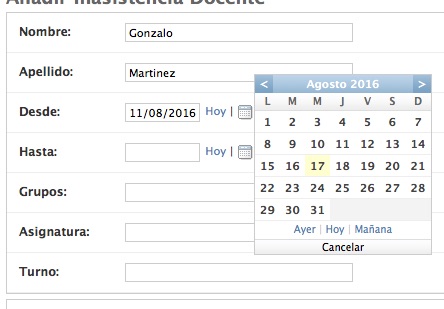 Añadir Inasistencia Docente
Nombre: Gonzalo
Apellido: Martinez
Desde: 11/08/2016 Hoy |
Hasta: Hoy |
Grupos:
Asignatura:
Turno:
< Agosto 2016 >
L M M J V S D
1 2 3 4 5 6 7
8 9 10 11 12 13 14
15 16 17 18 19 20 21
22 23 24 25 26 27 28
29 30 31
Ayer | Hoy | Mañana
Cancelar